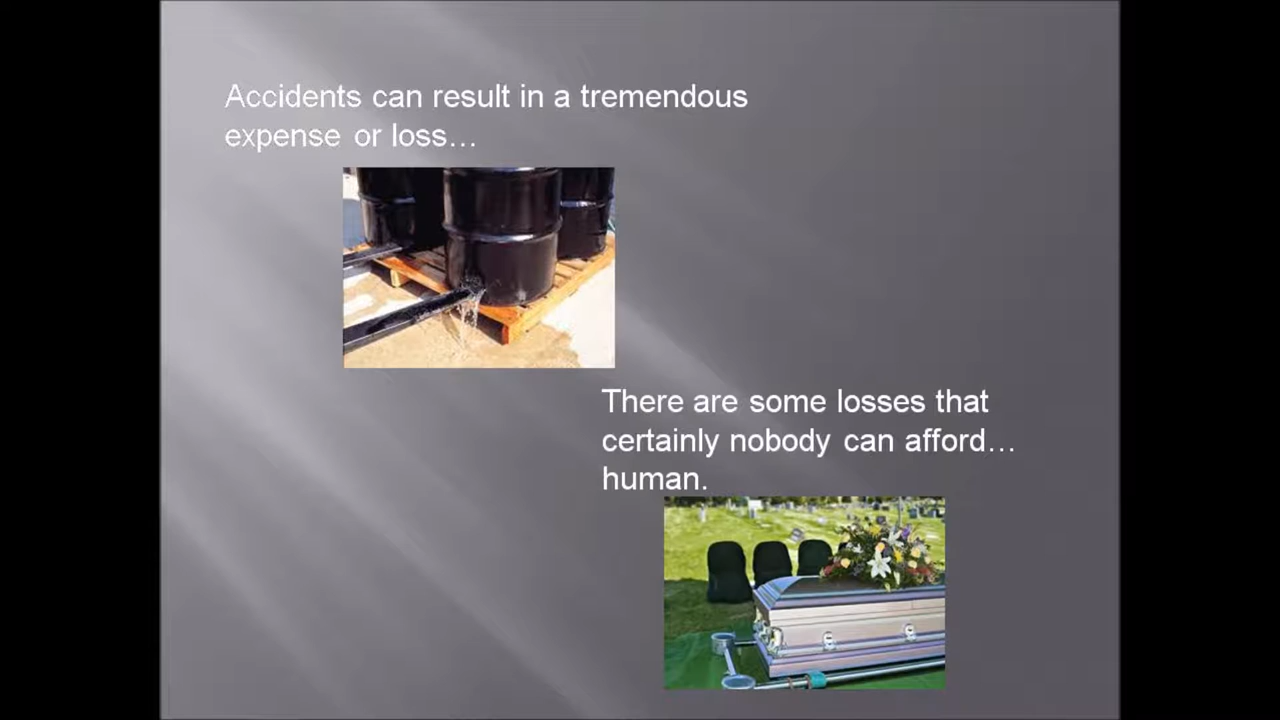 Accidents can result in a tremendous
expense or loss…
There are some losses that
certainly nobody can afford…
human.